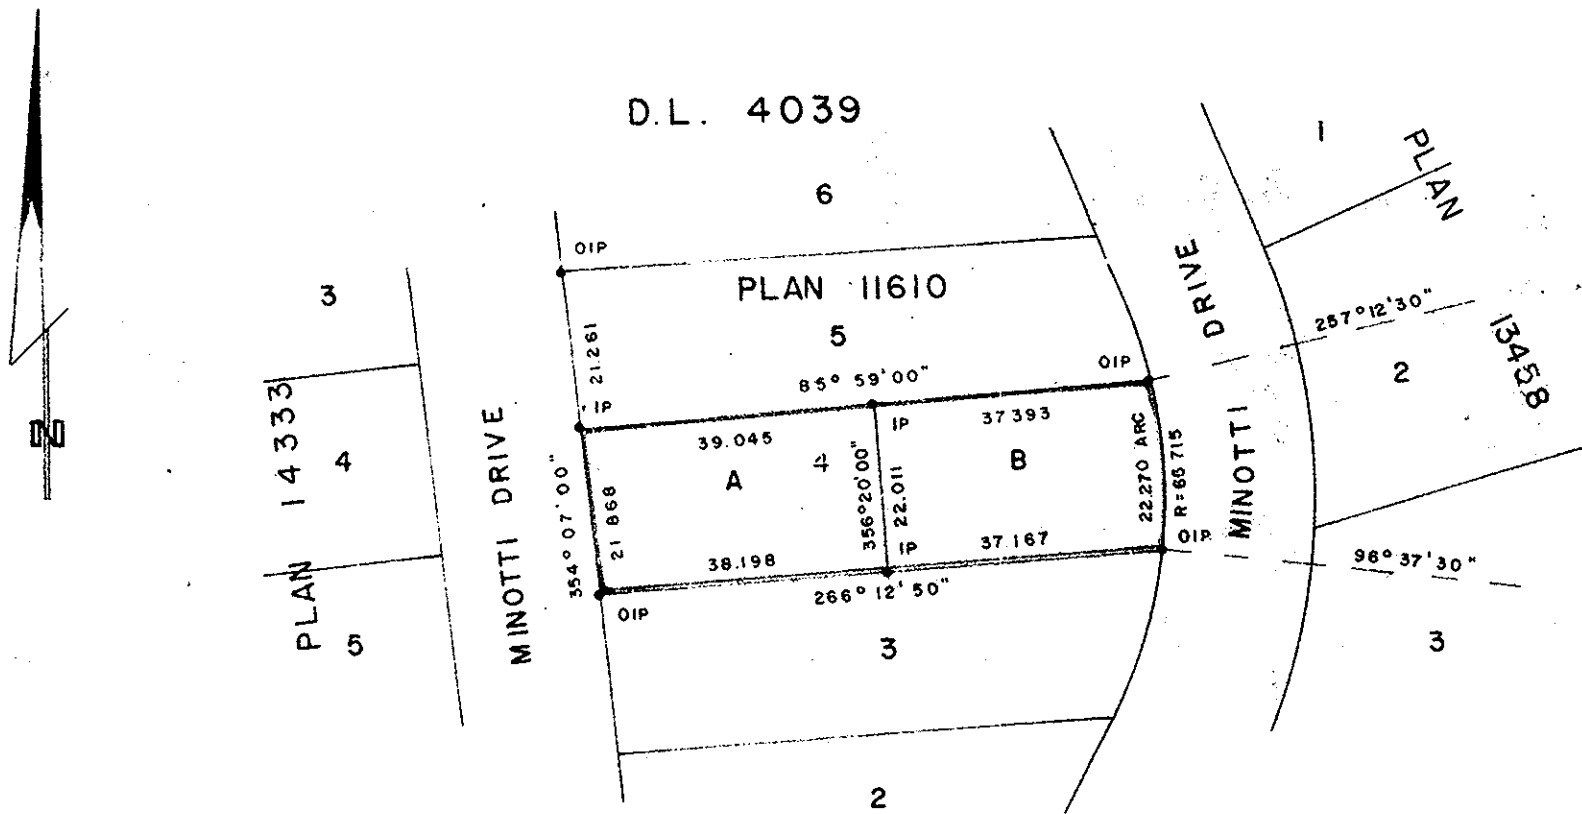 D.L. 4039
1
PLAN
6
OIP
3
PLAN 11610
DRIVE
257°12'30"
13458
21.261
5
OIP
85° 59'00"
2
IP
IP
37.393
39.045
PLAN 14333
N
4
MINOTTI DRIVE
A
4
B
356°20'00"
22.011
22.270 ARC
R=66.715
MINOTTI
354°07'00"
21.868
38.198
IP
37.167
OIP
96°37'30"
266°12'50"
OIP
5
3
3
2